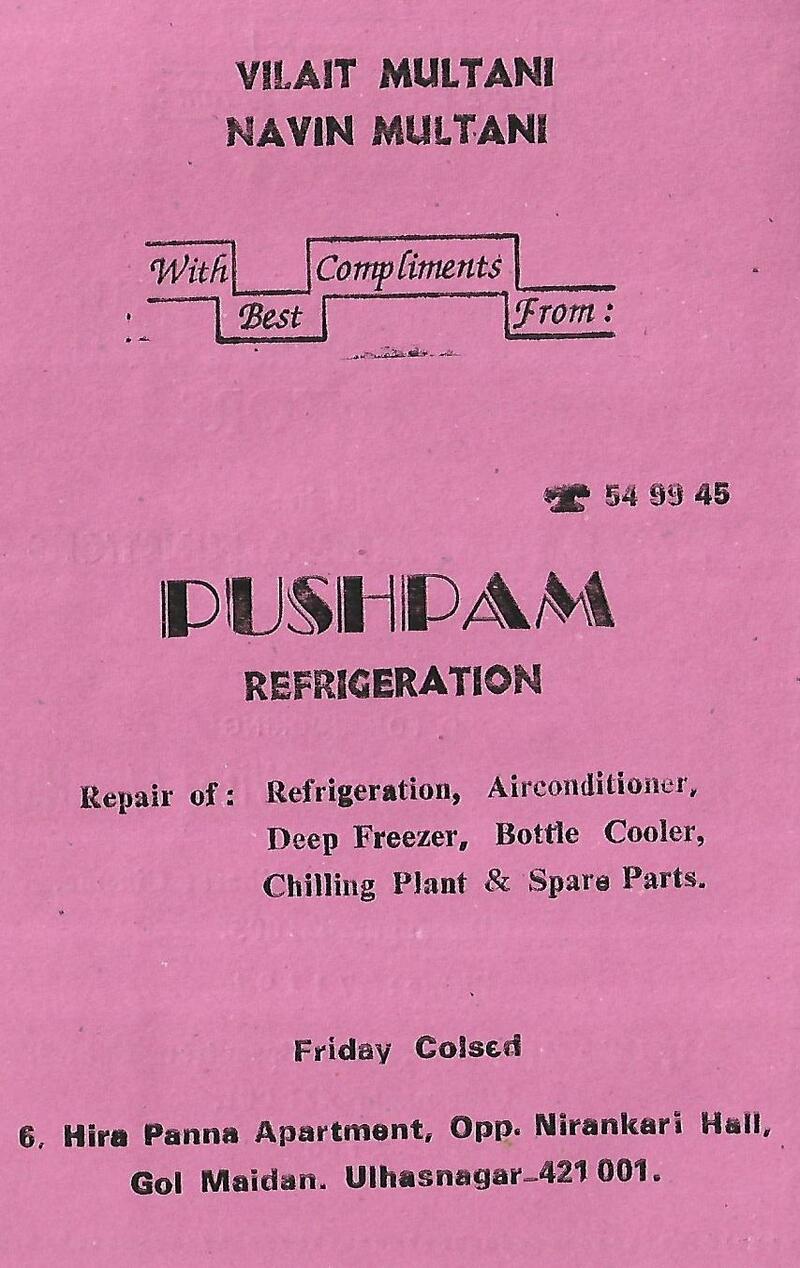 VILAIT MULTANI
NAVIN MULTANI
With Best Compliments From :
☎ 54 99 45
PUSHPAM
REFRIGERATION
Repair of : Refrigeration, Airconditioner,
Deep Freezer, Bottle Cooler,
Chilling Plant & Spare Parts.
Friday Colsed
6, Hira Panna Apartment, Opp. Nirankari Hall,
Gol Maidan. Ulhasnagar-421 001.